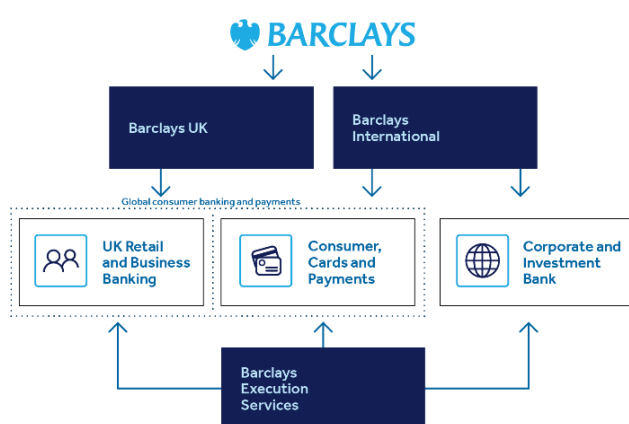 BARCLAYS
Barclays UK
Barclays
International
Global consumer banking and payments
UK Retail
and Business
Banking
Consumer,
Cards and
Payments
Corporate and
Investment
Bank
Barclays
Execution
Services